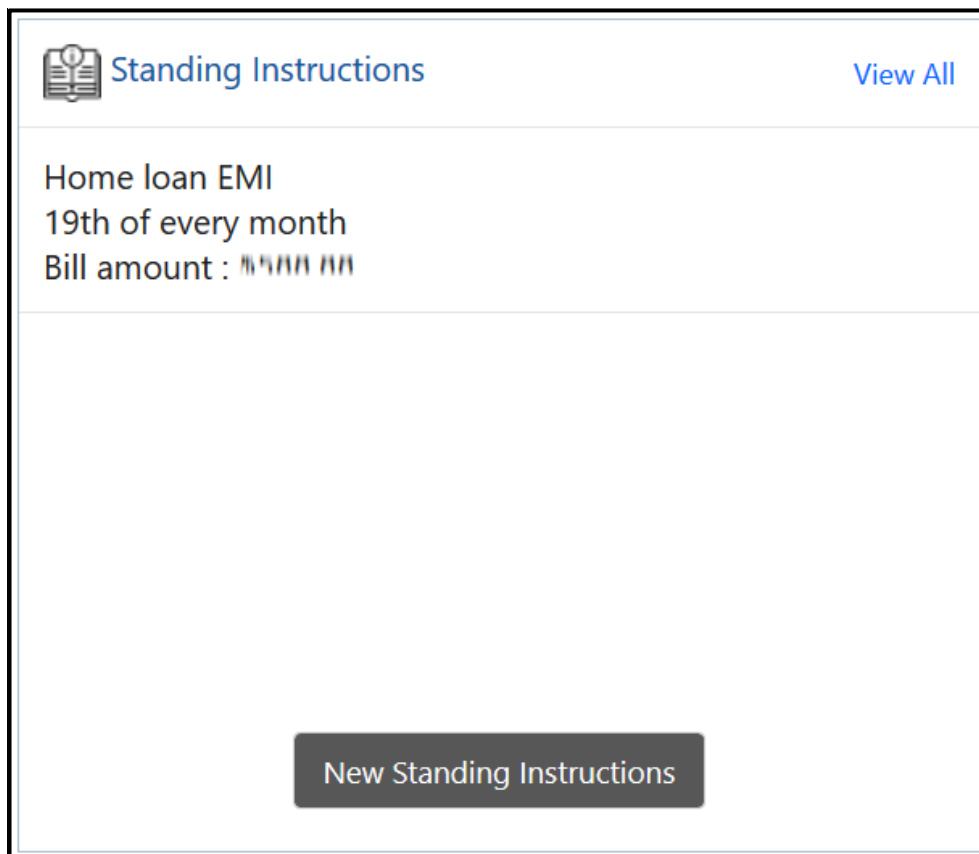 Standing Instructions
View All
Home loan EMI
19th of every month
Bill amount :
New Standing Instructions